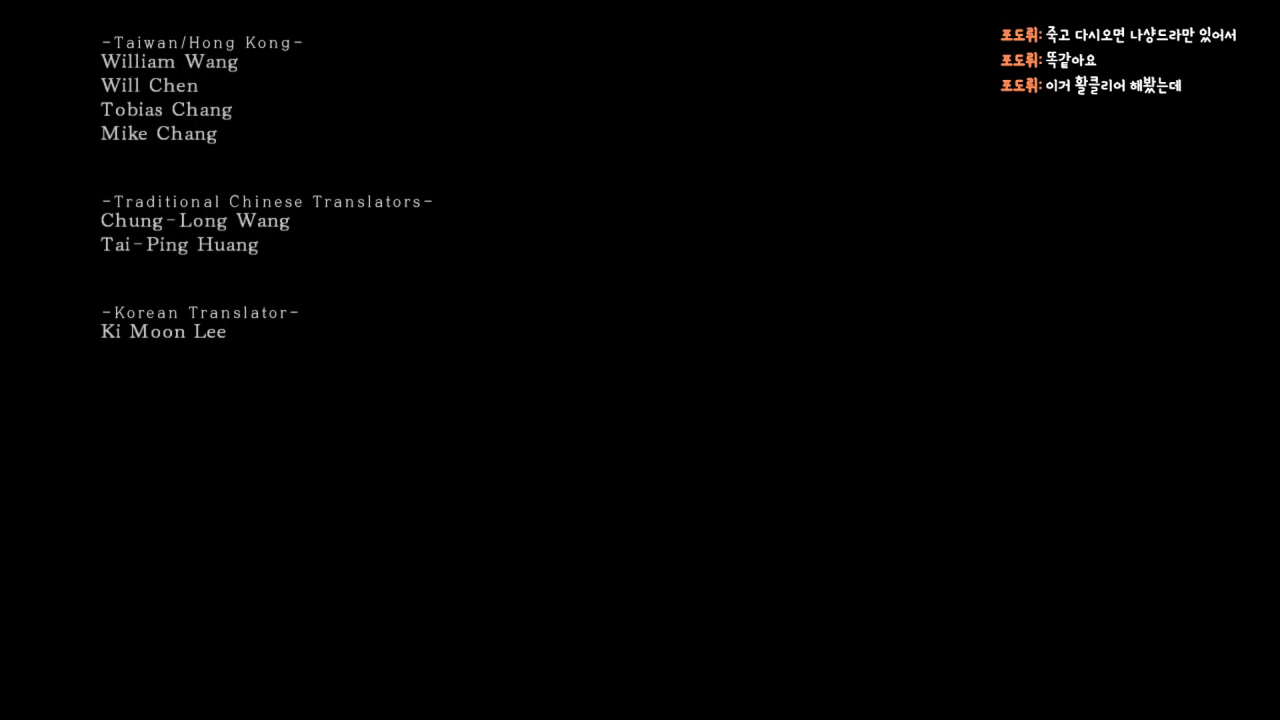 -Taiwan/Hong Kong-
William Wang
Will Chen
Tobias Chang
Mike Chang
-Traditional Chinese Translators-
Chung-Long Wang
Tai-Ping Huang
-Korean Translator-
Ki Moon Lee
포도뤼: 죽고 다시오면 나샹드라만 있어서
포도뤼: 똑같아요
포도뤼: 이거 활클리어 해봤는데